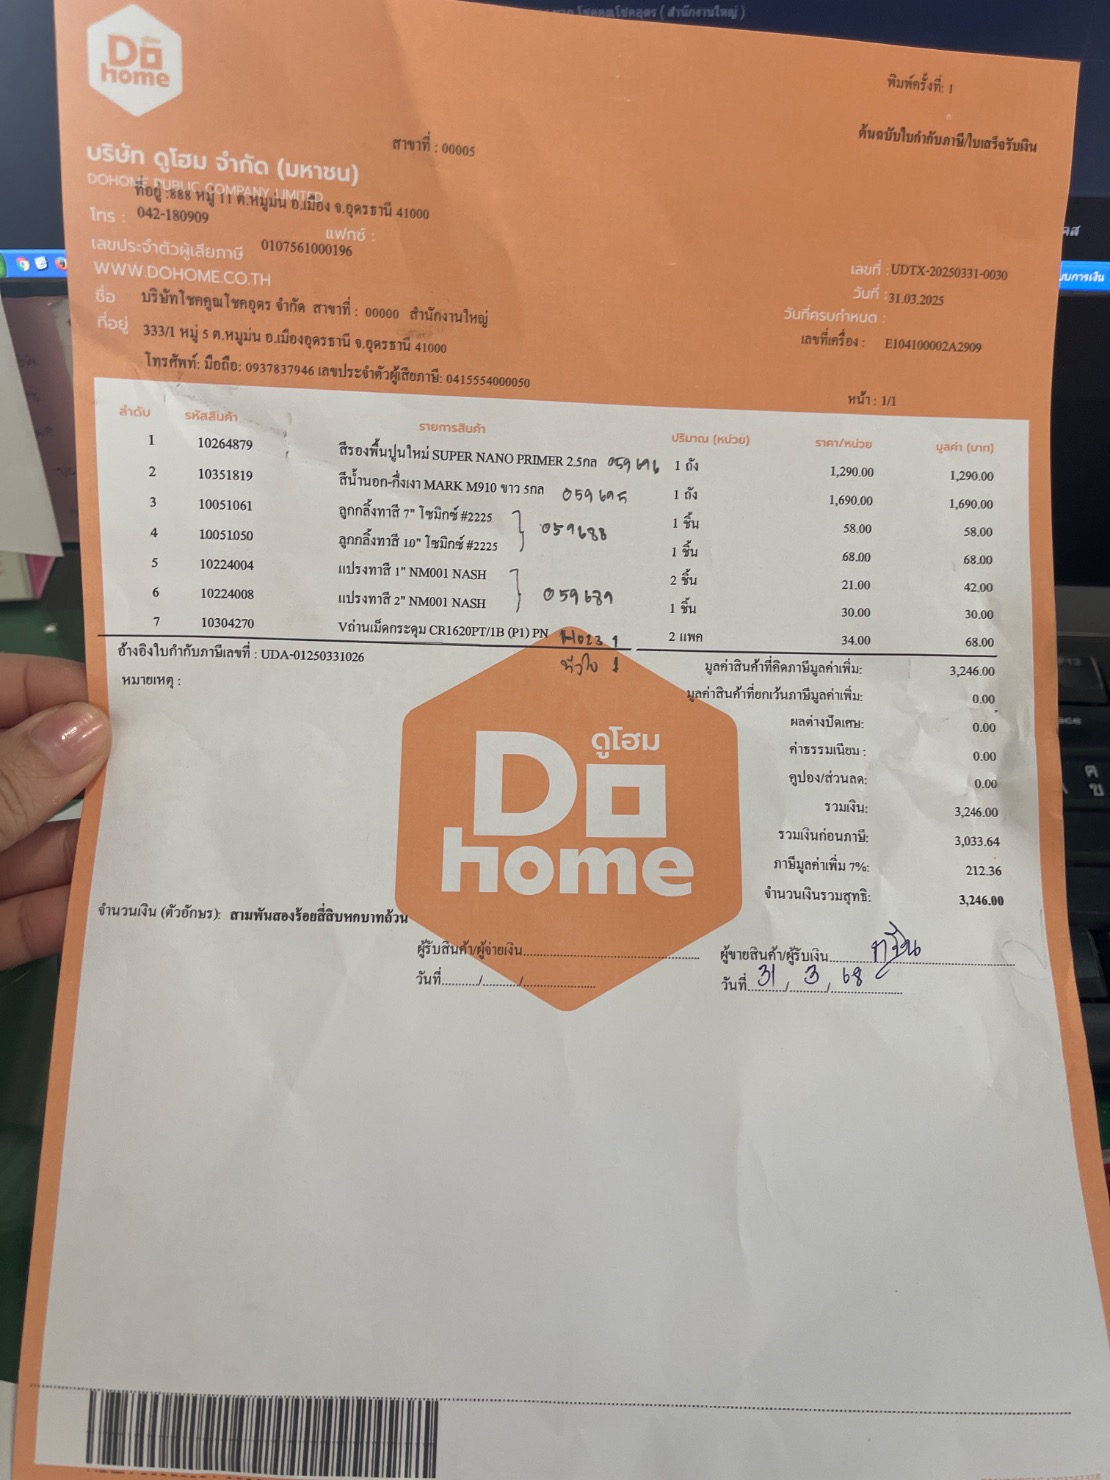 โชคคูณโชคอุดร ( สำนักงานใหญ่ )
ดูโฮม
Do
home
พิมพ์ครั้งที่: 1
สาขาที่ : 00005
ต้นฉบับใบกำกับภาษี/ใบเสร็จรับเงิน
บริษัท ดูโฮม จำกัด (มหาชน)
DOHOME PUBLIC COMPANY LIMITED
ที่อยู่ :888 หมู่ 11 ต.หมูม่น อ.เมือง จ.อุดรธานี 41000
โทร : 042-180909 แฟกซ์ :
เลขประจำตัวผู้เสียภาษี 0107561000196
WWW.DOHOME.CO.TH
เลขที่ : UDTX-20250331-0030
วันที่ : 31.03.2025
วันที่ครบกำหนด :
เลขที่เครื่อง : E104100002A2909
ชื่อ บริษัทโชคคูณโชคอุดร จำกัด สาขาที่ : 00000 สำนักงานใหญ่
ที่อยู่ 333/1 หมู่ 5 ต.หมูม่น อ.เมืองอุดรธานี จ.อุดรธานี 41000
โทรศัพท์: มือถือ: 0937837946 เลขประจำตัวผู้เสียภาษี: 0415554000050
หน้า : 1/1
ลำดับ รหัสสินค้า รายการสินค้า ปริมาณ (หน่วย) ราคา/หน่วย มูลค่า (บาท)
1 10264879 สีรองพื้นปูนใหม่ SUPER NANO PRIMER 2.5กล 059696 1 ถัง 1,290.00 1,290.00
2 10351819 สีน้ำนอก-กึ่งเงา MARK M910 ขาว 5กล 059695 1 ถัง 1,690.00 1,690.00
3 10051061 ลูกกลิ้งทาสี 7" โซมิกซ์ #2225 1 ชิ้น 58.00 58.00
059688
4 10051050 ลูกกลิ้งทาสี 10" โซมิกซ์ #2225 1 ชิ้น 68.00 68.00
5 10224004 แปรงทาสี 1" NM001 NASH 2 ชิ้น 21.00 42.00
059689
6 10224008 แปรงทาสี 2" NM001 NASH 1 ชิ้น 30.00 30.00
7 10304270 Vถ่านเม็ดกระดุม CR1620PT/1B (P1) PN 2 แพค 34.00 68.00
อ้างอิงใบกำกับภาษีเลขที่ : UDA-01250331026
หมายเหตุ :
มูลค่าสินค้าที่คิดภาษีมูลค่าเพิ่ม: 3,246.00
มูลค่าสินค้าที่ยกเว้นภาษีมูลค่าเพิ่ม: 0.00
ผลต่างปัดเศษ: 0.00
ค่าธรรมเนียม : 0.00
คูปอง/ส่วนลด: 0.00
รวมเงิน: 3,246.00
รวมเงินก่อนภาษี: 3,033.64
ภาษีมูลค่าเพิ่ม 7%: 212.36
จำนวนเงินรวมสุทธิ: 3,246.00
ดูโฮม
Do
home
จำนวนเงิน (ตัวอักษร): สามพันสองร้อยสี่สิบหกบาทถ้วน
ผู้รับสินค้า/ผู้จ่ายเงิน
วันที่........../........../....................
ผู้ขายสินค้า/ผู้รับเงิน
วันที่ 31 / 3 / 68